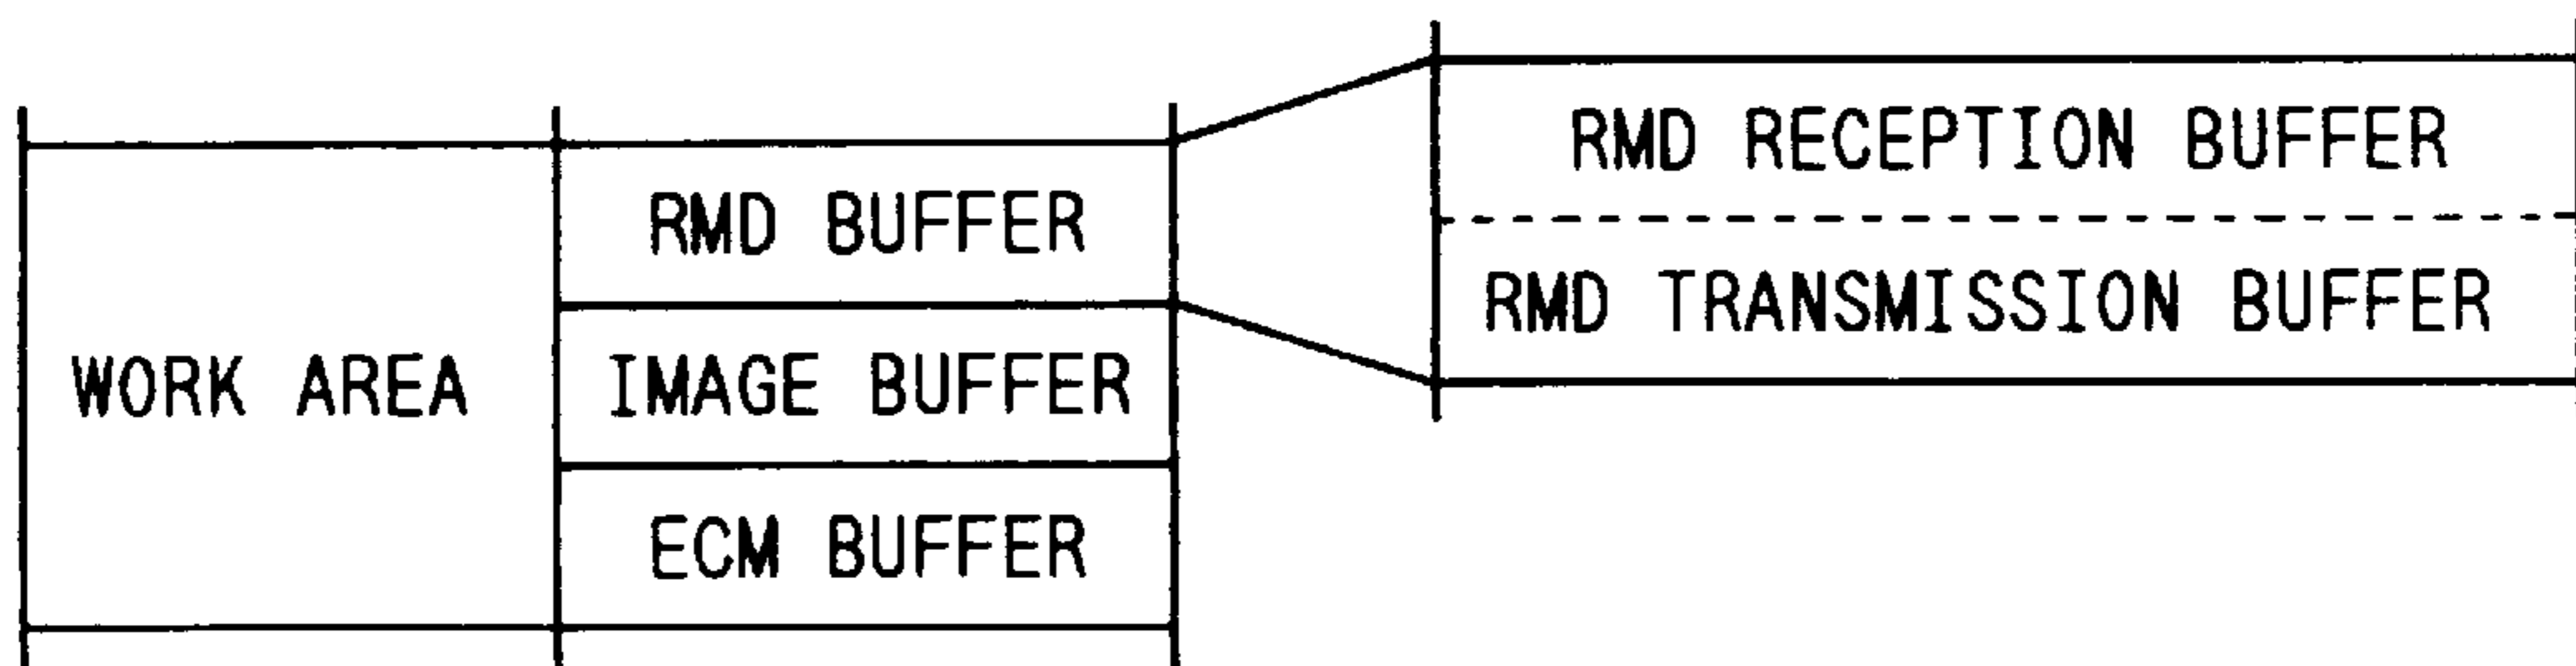 RMD RECEPTION BUFFER
RMD BUFFER
RMD TRANSMISSION BUFFER
WORK AREA
IMAGE BUFFER
ECM BUFFER